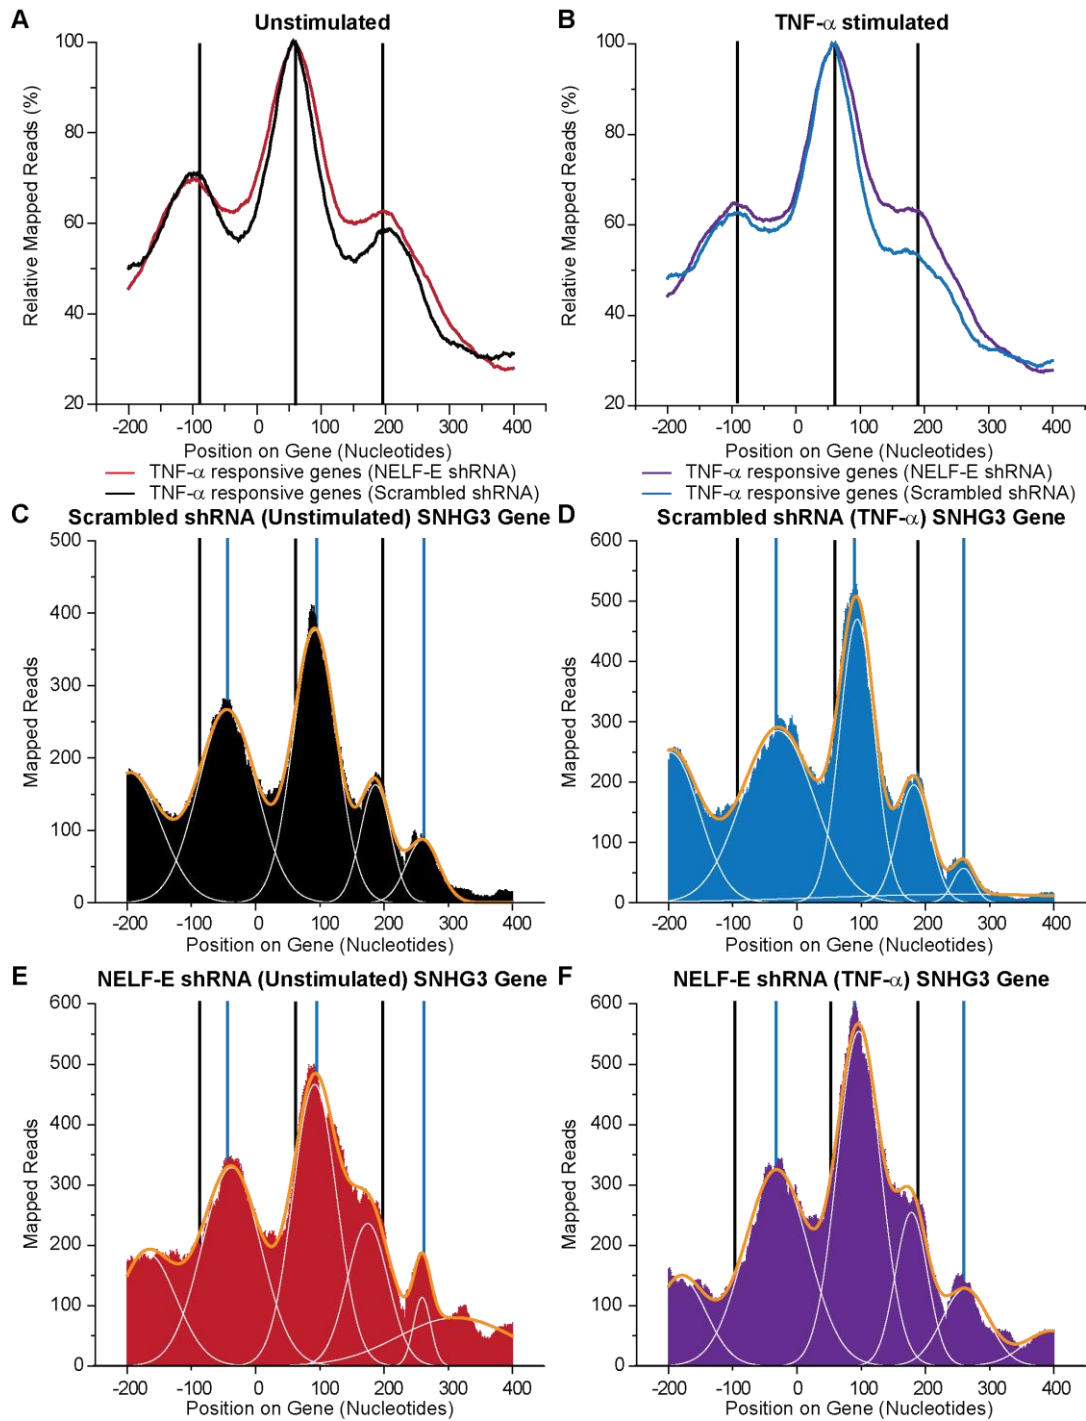 A
Unstimulated
Relative Mapped Reads (%)
100
80
60
40
20
-200 -100 0 100 200 300 400
Position on Gene (Nucleotides)
TNF-α responsive genes (NELF-E shRNA)
TNF-α responsive genes (Scrambled shRNA)
B
TNF-α stimulated
Relative Mapped Reads (%)
100
80
60
40
20
-200 -100 0 100 200 300 400
Position on Gene (Nucleotides)
TNF-α responsive genes (NELF-E shRNA)
TNF-α responsive genes (Scrambled shRNA)
C
Scrambled shRNA (Unstimulated) SNHG3 Gene
Mapped Reads
500
400
300
200
100
0
-200 -100 0 100 200 300 400
Position on Gene (Nucleotides)
D
Scrambled shRNA (TNF-α) SNHG3 Gene
Mapped Reads
600
500
400
300
200
100
0
-200 -100 0 100 200 300 400
Position on Gene (Nucleotides)
E
NELF-E shRNA (Unstimulated) SNHG3 Gene
Mapped Reads
600
500
400
300
200
100
0
-200 -100 0 100 200 300 400
Position on Gene (Nucleotides)
F
NELF-E shRNA (TNF-α) SNHG3 Gene
Mapped Reads
600
500
400
300
200
100
0
-200 -100 0 100 200 300 400
Position on Gene (Nucleotides)